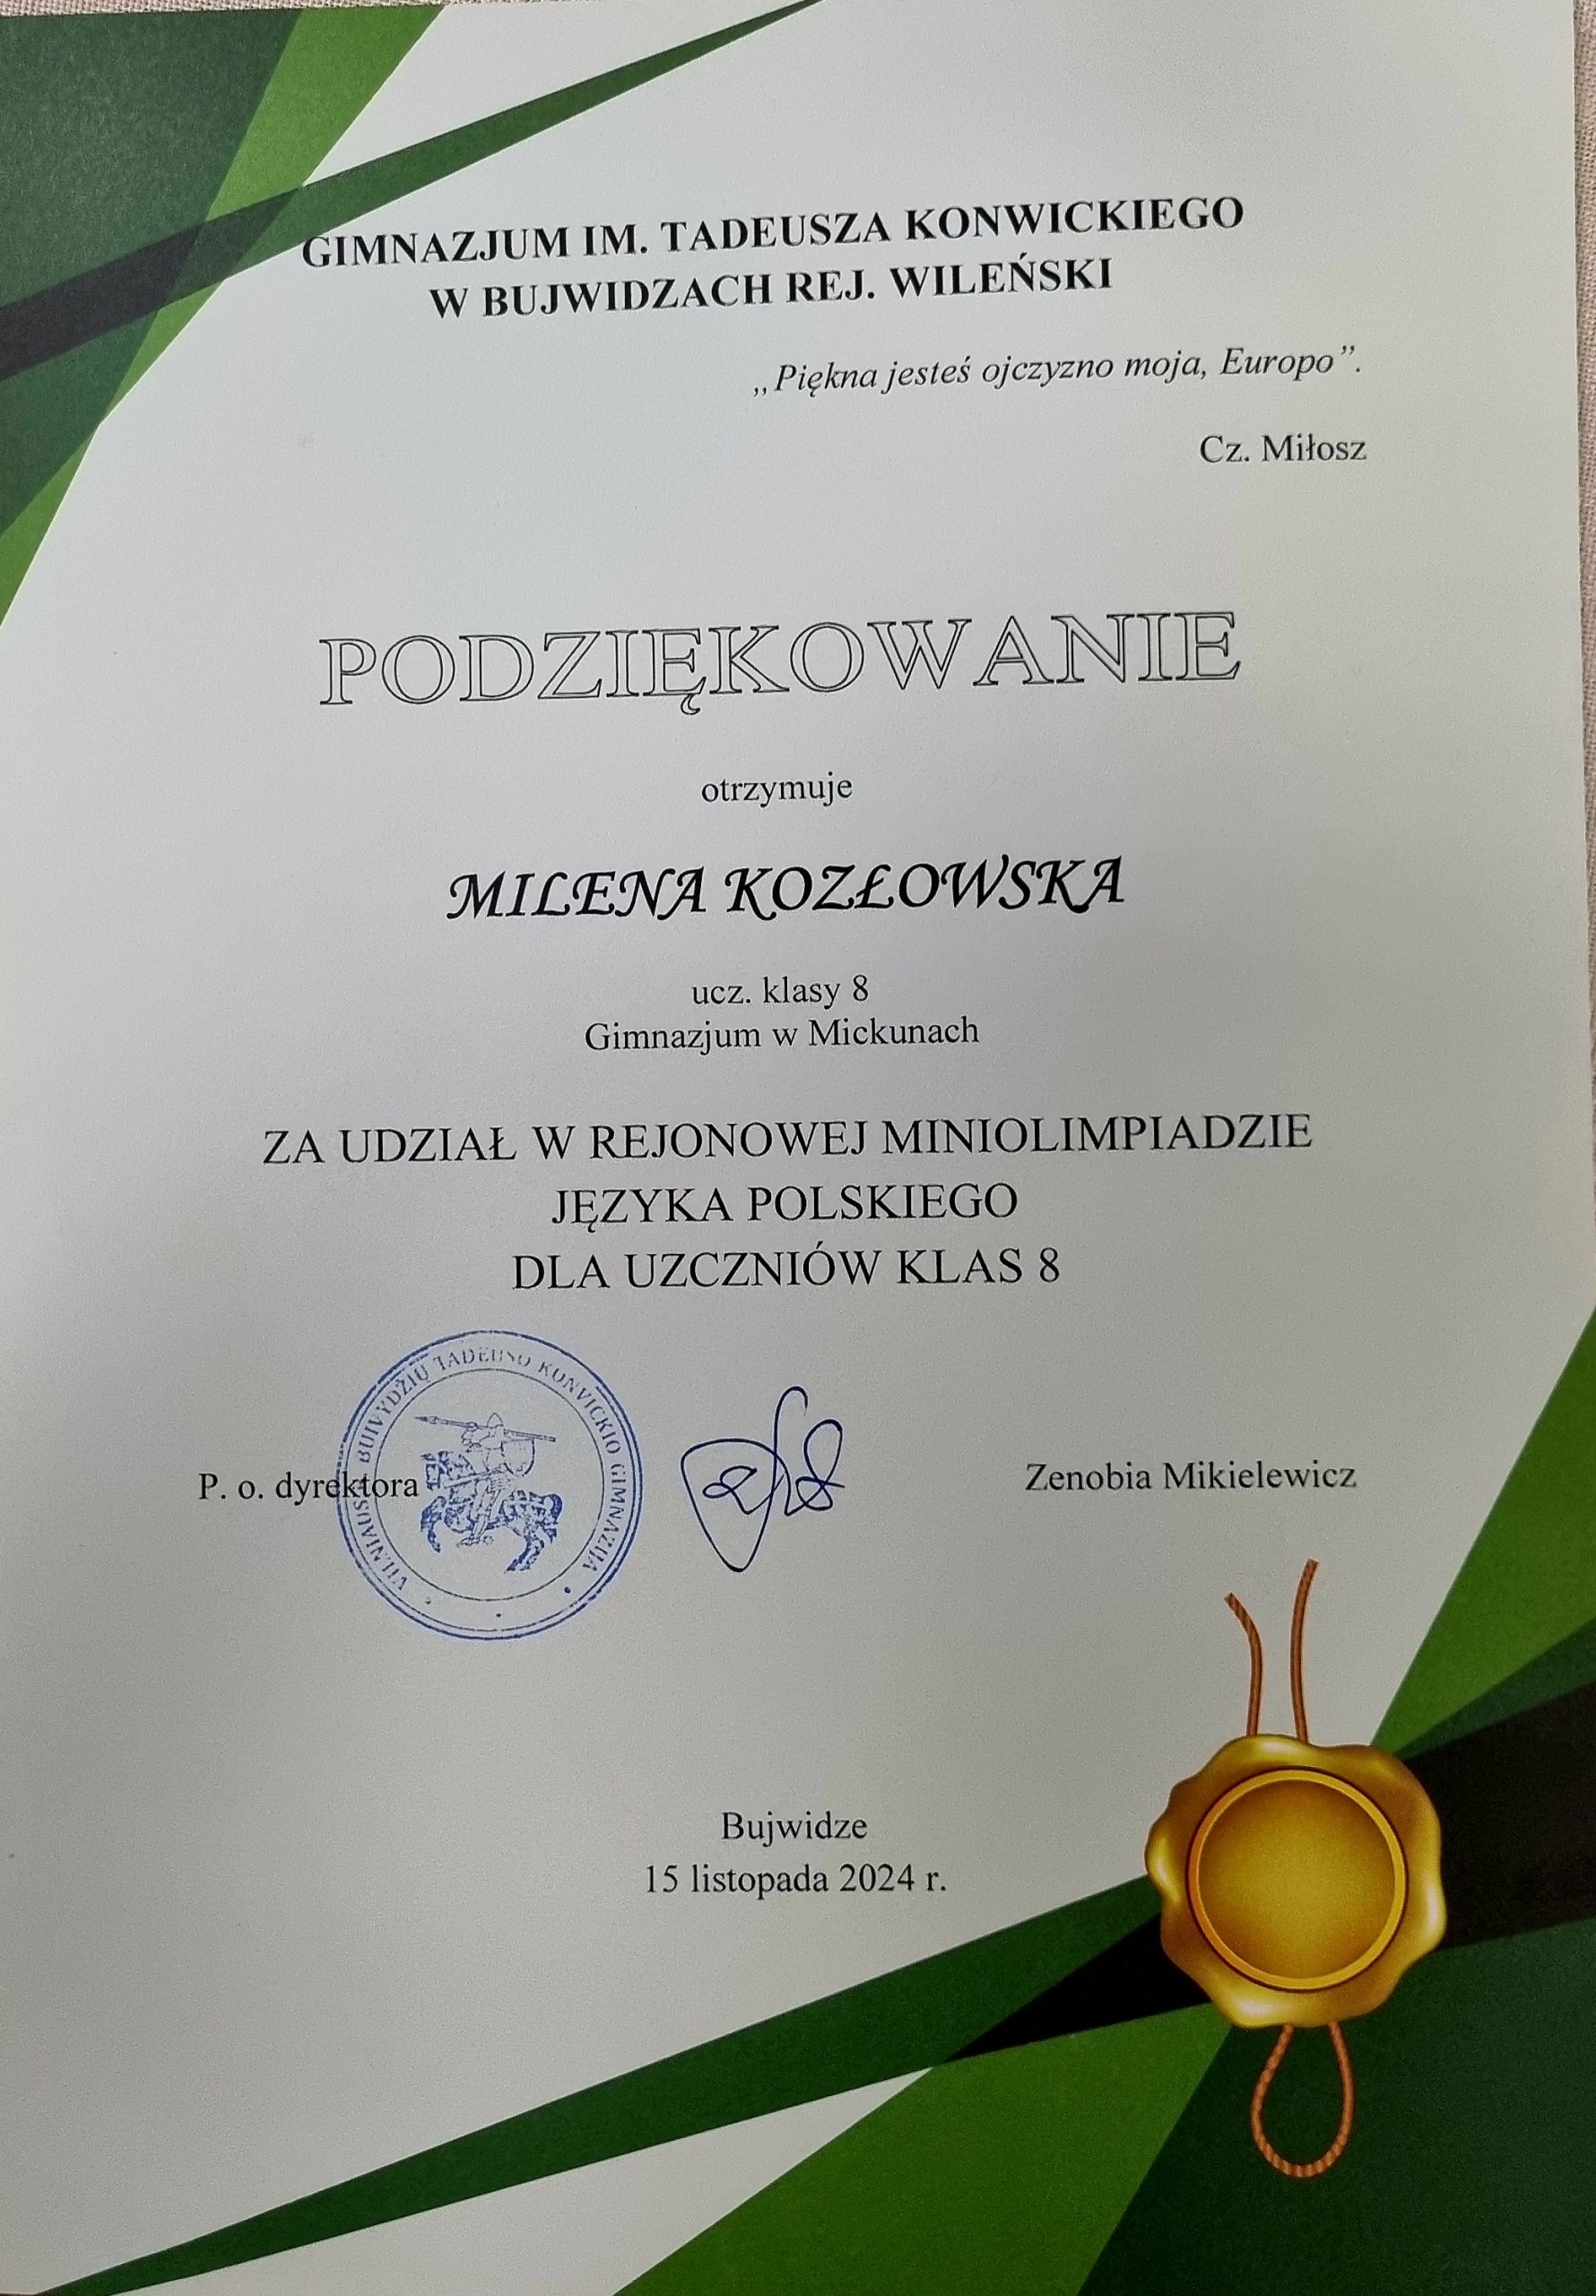 GIMNAZJUM IM. TADEUSZA KONWICKIEGO
W BUJWIDZACH REJ. WILEŃSKI
„Piękna jesteś ojczyzno moja, Europo”.
Cz. Miłosz
PODZIĘKOWANIE
otrzymuje
MILENA KOZŁOWSKA
ucz. klasy 8
Gimnazjum w Mickunach
ZA UDZIAŁ W REJONOWEJ MINIOLIMPIADZIE
JĘZYKA POLSKIEGO
DLA UZCZNIÓW KLAS 8
VILNIAUS R. BUIVYDŽIŲ TADEUŠO KONVICKIO GIMNAZIJA
P. o. dyrektora
Zenobia Mikielewicz
Bujwidze
15 listopada 2024 r.